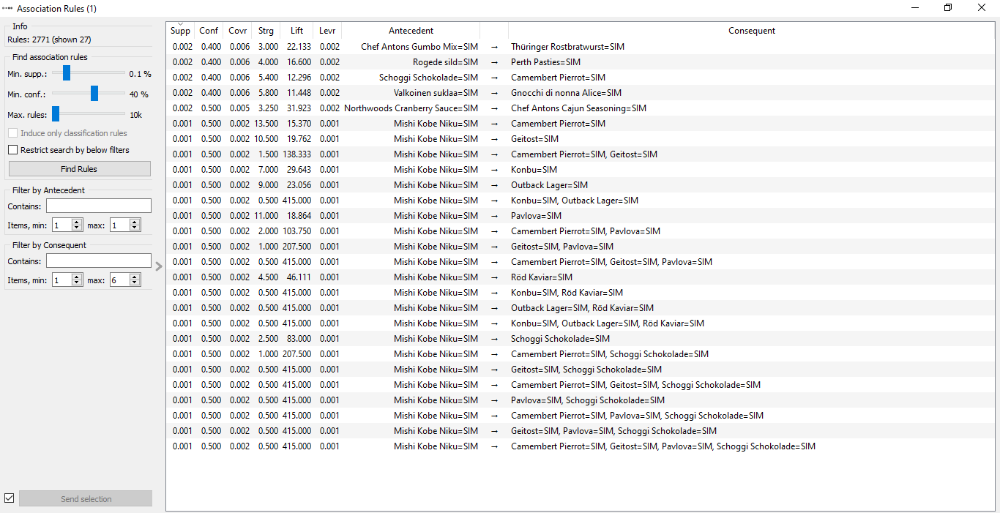 Association Rules (1)
Info
Rules: 2771 (shown 27)
Find association rules
Min. supp.: 0.1 %
Min. conf.: 40 %
Max. rules: 10k
Induce only classification rules
Restrict search by below filters
Find Rules
Filter by Antecedent
Contains:
Items, min: 1 max: 1
Filter by Consequent
Contains:
Items, min: 1 max: 6
Send selection
Supp Conf Covr Strg Lift Levr Antecedent Consequent
0.002 0.400 0.006 3.000 22.133 0.002 Chef Antons Gumbo Mix=SIM → Thüringer Rostbratwurst=SIM
0.002 0.400 0.006 4.000 16.600 0.002 Rogede sild=SIM → Perth Pasties=SIM
0.002 0.400 0.006 5.400 12.296 0.002 Schoggi Schokolade=SIM → Camembert Pierrot=SIM
0.002 0.400 0.006 5.800 11.448 0.002 Valkoinen suklaa=SIM → Gnocchi di nonna Alice=SIM
0.002 0.500 0.005 3.250 31.923 0.002 Northwoods Cranberry Sauce=SIM → Chef Antons Cajun Seasoning=SIM
0.001 0.500 0.002 13.500 15.370 0.001 Mishi Kobe Niku=SIM → Camembert Pierrot=SIM
0.001 0.500 0.002 10.500 19.762 0.001 Mishi Kobe Niku=SIM → Geitost=SIM
0.001 0.500 0.002 1.500 138.333 0.001 Mishi Kobe Niku=SIM → Camembert Pierrot=SIM, Geitost=SIM
0.001 0.500 0.002 7.000 29.643 0.001 Mishi Kobe Niku=SIM → Konbu=SIM
0.001 0.500 0.002 9.000 23.056 0.001 Mishi Kobe Niku=SIM → Outback Lager=SIM
0.001 0.500 0.002 0.500 415.000 0.001 Mishi Kobe Niku=SIM → Konbu=SIM, Outback Lager=SIM
0.001 0.500 0.002 11.000 18.864 0.001 Mishi Kobe Niku=SIM → Pavlova=SIM
0.001 0.500 0.002 2.000 103.750 0.001 Mishi Kobe Niku=SIM → Camembert Pierrot=SIM, Pavlova=SIM
0.001 0.500 0.002 1.000 207.500 0.001 Mishi Kobe Niku=SIM → Geitost=SIM, Pavlova=SIM
0.001 0.500 0.002 0.500 415.000 0.001 Mishi Kobe Niku=SIM → Camembert Pierrot=SIM, Geitost=SIM, Pavlova=SIM
0.001 0.500 0.002 4.500 46.111 0.001 Mishi Kobe Niku=SIM → Röd Kaviar=SIM
0.001 0.500 0.002 0.500 415.000 0.001 Mishi Kobe Niku=SIM → Konbu=SIM, Röd Kaviar=SIM
0.001 0.500 0.002 0.500 415.000 0.001 Mishi Kobe Niku=SIM → Outback Lager=SIM, Röd Kaviar=SIM
0.001 0.500 0.002 0.500 415.000 0.001 Mishi Kobe Niku=SIM → Konbu=SIM, Outback Lager=SIM, Röd Kaviar=SIM
0.001 0.500 0.002 2.500 83.000 0.001 Mishi Kobe Niku=SIM → Schoggi Schokolade=SIM
0.001 0.500 0.002 1.000 207.500 0.001 Mishi Kobe Niku=SIM → Camembert Pierrot=SIM, Schoggi Schokolade=SIM
0.001 0.500 0.002 0.500 415.000 0.001 Mishi Kobe Niku=SIM → Geitost=SIM, Schoggi Schokolade=SIM
0.001 0.500 0.002 0.500 415.000 0.001 Mishi Kobe Niku=SIM → Camembert Pierrot=SIM, Geitost=SIM, Schoggi Schokolade=SIM
0.001 0.500 0.002 0.500 415.000 0.001 Mishi Kobe Niku=SIM → Pavlova=SIM, Schoggi Schokolade=SIM
0.001 0.500 0.002 0.500 415.000 0.001 Mishi Kobe Niku=SIM → Camembert Pierrot=SIM, Pavlova=SIM, Schoggi Schokolade=SIM
0.001 0.500 0.002 0.500 415.000 0.001 Mishi Kobe Niku=SIM → Geitost=SIM, Pavlova=SIM, Schoggi Schokolade=SIM
0.001 0.500 0.002 0.500 415.000 0.001 Mishi Kobe Niku=SIM → Camembert Pierrot=SIM, Geitost=SIM, Pavlova=SIM, Schoggi Schokolade=SIM